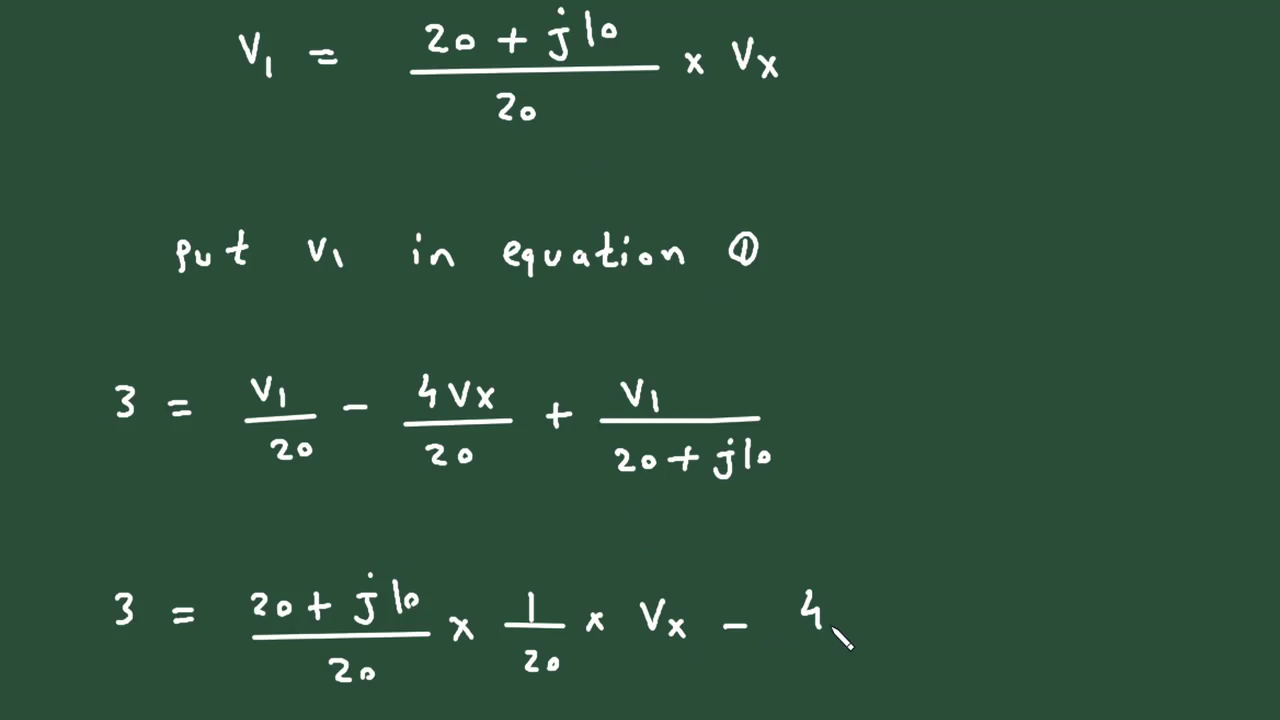 V1 = 20 + j10 / 20 x Vx
put V1 in equation ①
3 = V1 / 20 - 4Vx / 20 + V1 / 20 + j10
3 = 20 + j10 / 20 x 1 / 20 x Vx - 4